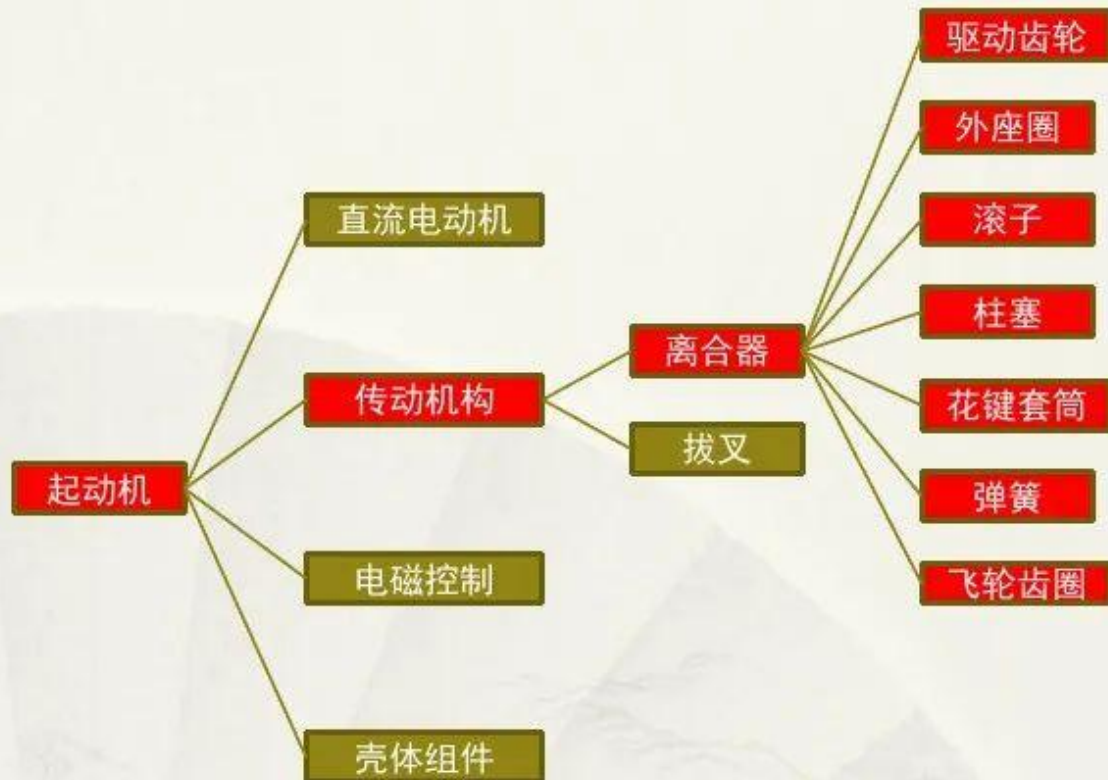 起动机
直流电动机
传动机构
电磁控制
壳体组件
离合器
拔叉
驱动齿轮
外座圈
滚子
柱塞
花键套筒
弹簧
飞轮齿圈